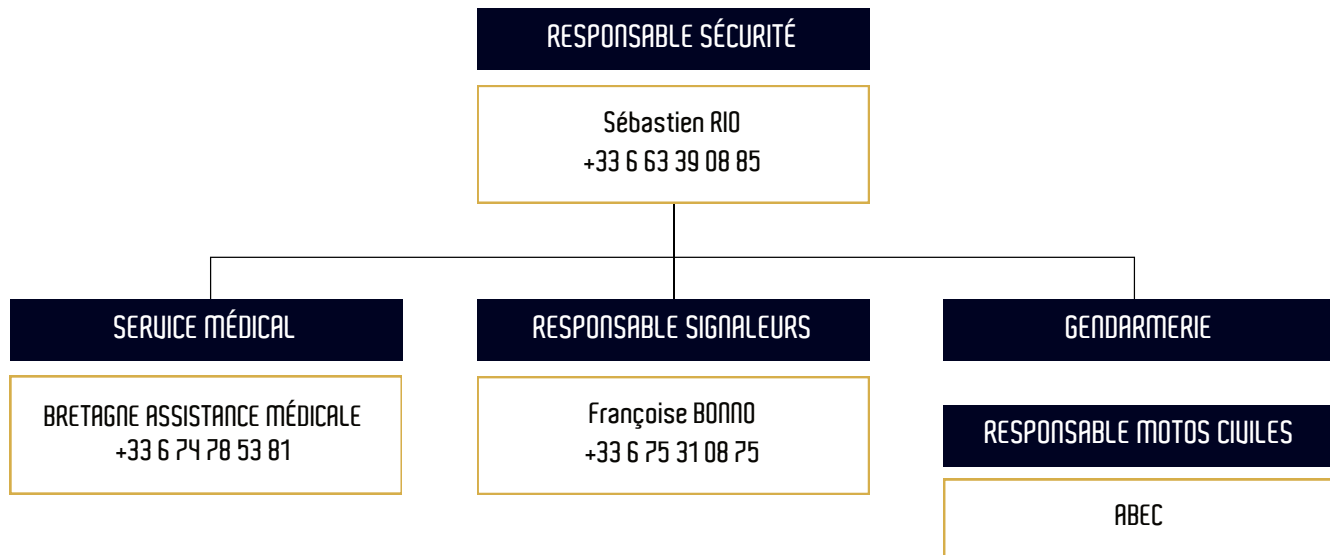 RESPONSABLE SÉCURITÉ
Sébastien RIO
+33 6 63 39 08 85
SERVICE MÉDICAL
BRETAGNE ASSISTANCE MÉDICALE
+33 6 74 78 53 81
RESPONSABLE SIGNALEURS
Françoise BONNO
+33 6 75 31 08 75
GENDARMERIE
RESPONSABLE MOTOS CIVILES
ABEC